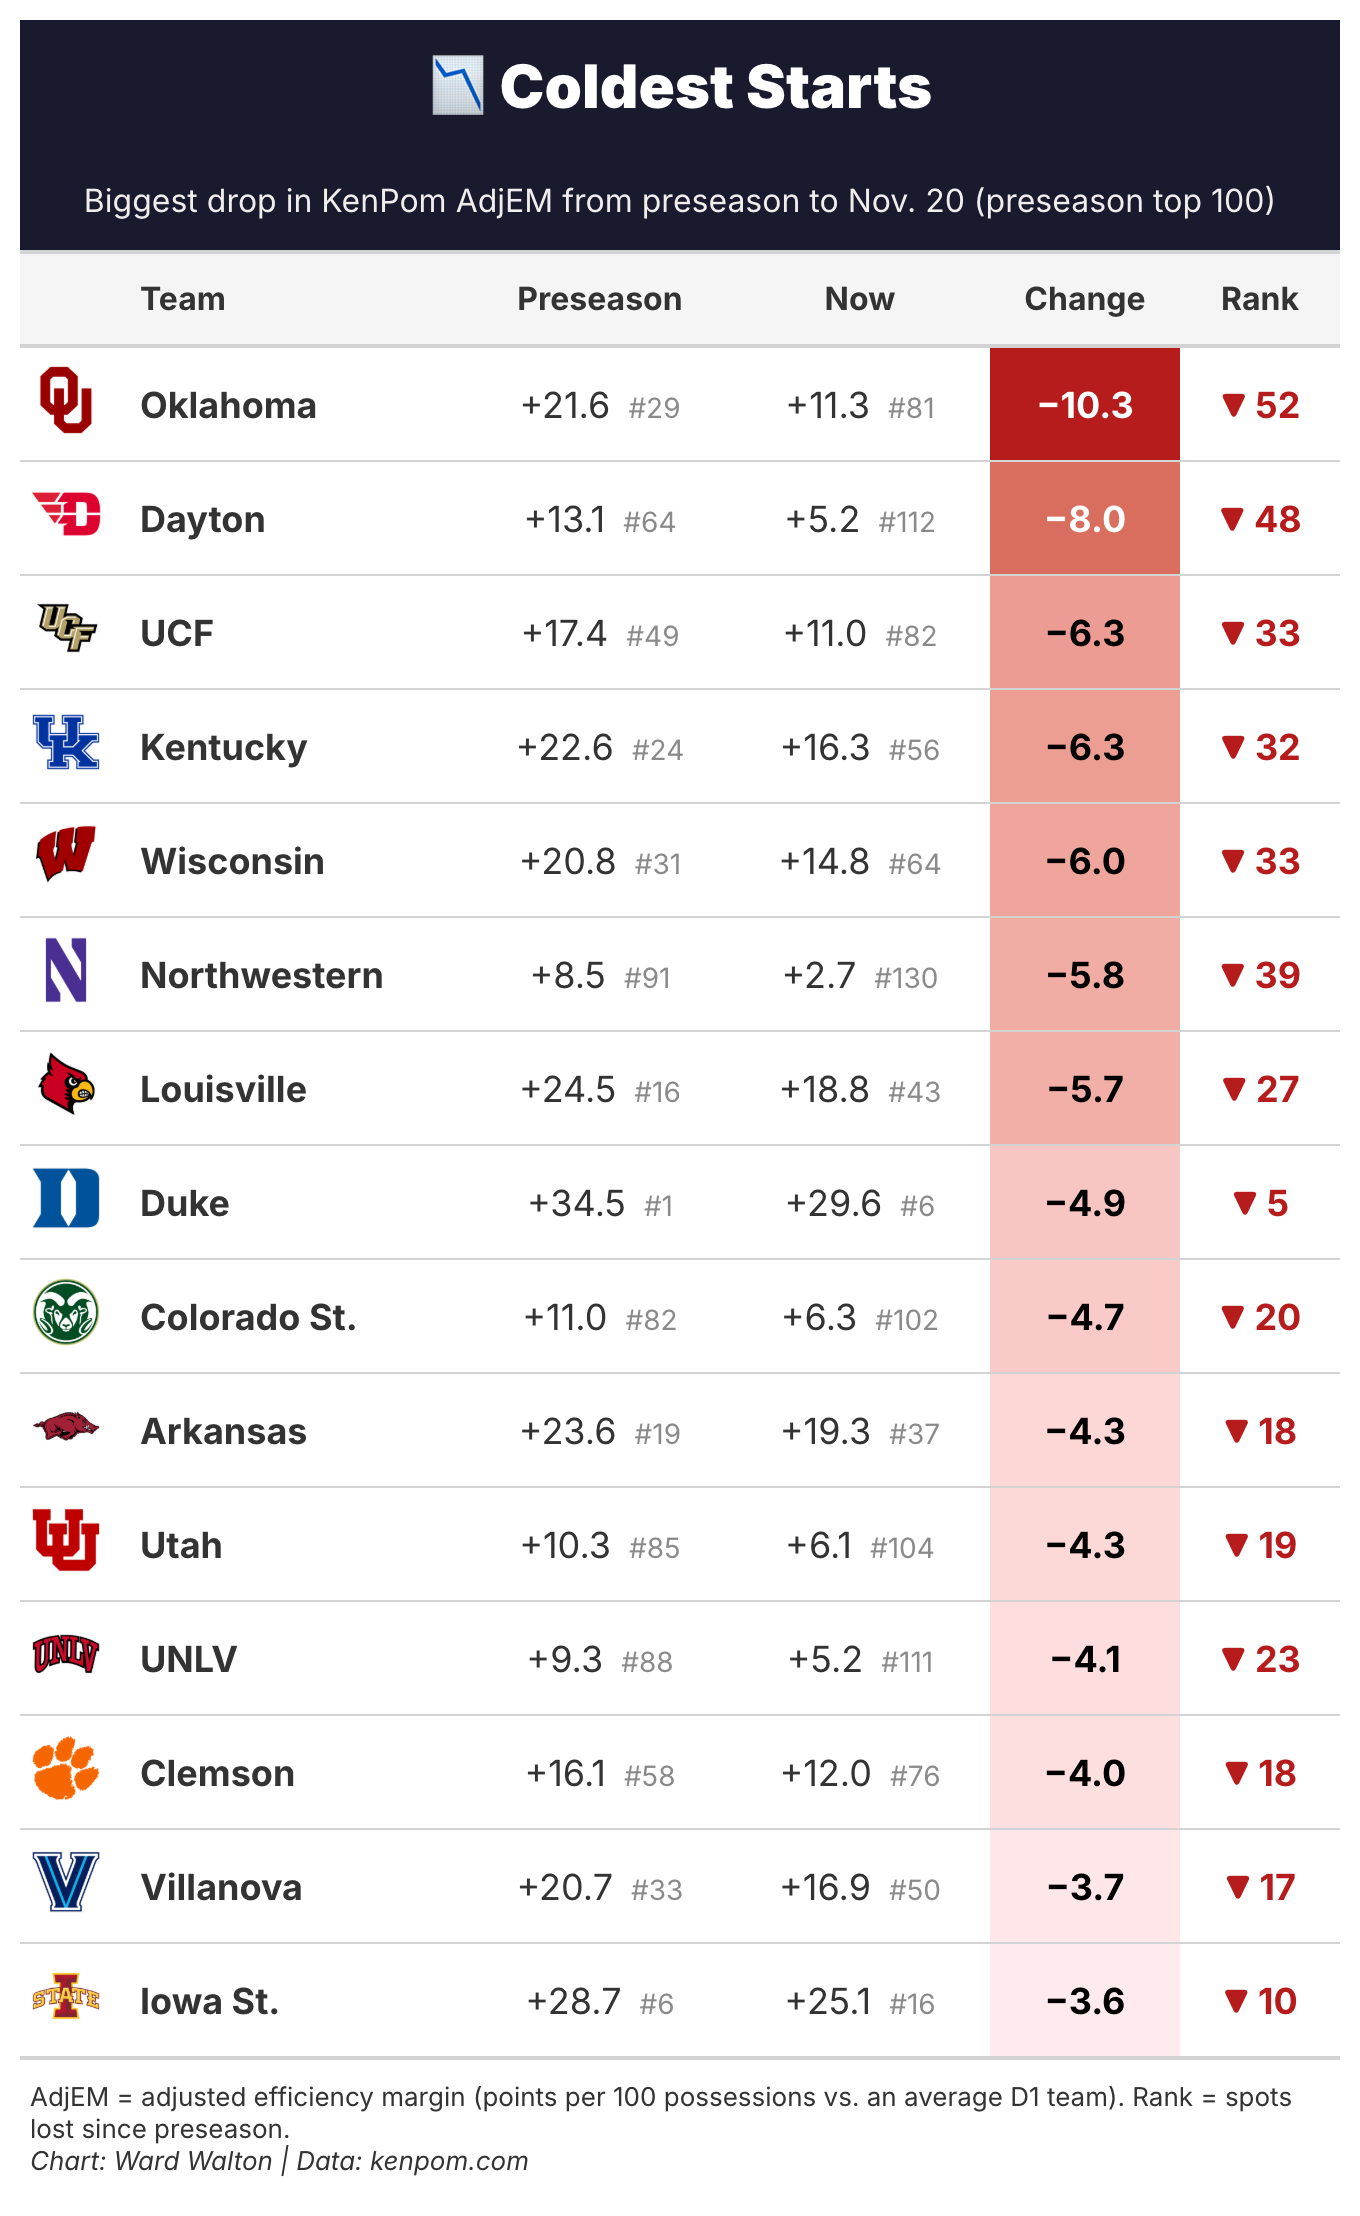 📉 Coldest Starts
Biggest drop in KenPom AdjEM from preseason to Nov. 20 (preseason top 100)
Team Preseason Now Change Rank
OU Oklahoma +21.6 #29 +11.3 #81 −10.3 ▼ 52
D Dayton +13.1 #64 +5.2 #112 −8.0 ▼ 48
UCF UCF +17.4 #49 +11.0 #82 −6.3 ▼ 33
UK Kentucky +22.6 #24 +16.3 #56 −6.3 ▼ 32
W Wisconsin +20.8 #31 +14.8 #64 −6.0 ▼ 33
N Northwestern +8.5 #91 +2.7 #130 −5.8 ▼ 39
Louisville +24.5 #16 +18.8 #43 −5.7 ▼ 27
D Duke +34.5 #1 +29.6 #6 −4.9 ▼ 5
Colorado St. +11.0 #82 +6.3 #102 −4.7 ▼ 20
Arkansas +23.6 #19 +19.3 #37 −4.3 ▼ 18
UU Utah +10.3 #85 +6.1 #104 −4.3 ▼ 19
UNLV UNLV +9.3 #88 +5.2 #111 −4.1 ▼ 23
Clemson +16.1 #58 +12.0 #76 −4.0 ▼ 18
V Villanova +20.7 #33 +16.9 #50 −3.7 ▼ 17
I STATE Iowa St. +28.7 #6 +25.1 #16 −3.6 ▼ 10
AdjEM = adjusted efficiency margin (points per 100 possessions vs. an average D1 team). Rank = spots
lost since preseason.
Chart: Ward Walton | Data: kenpom.com